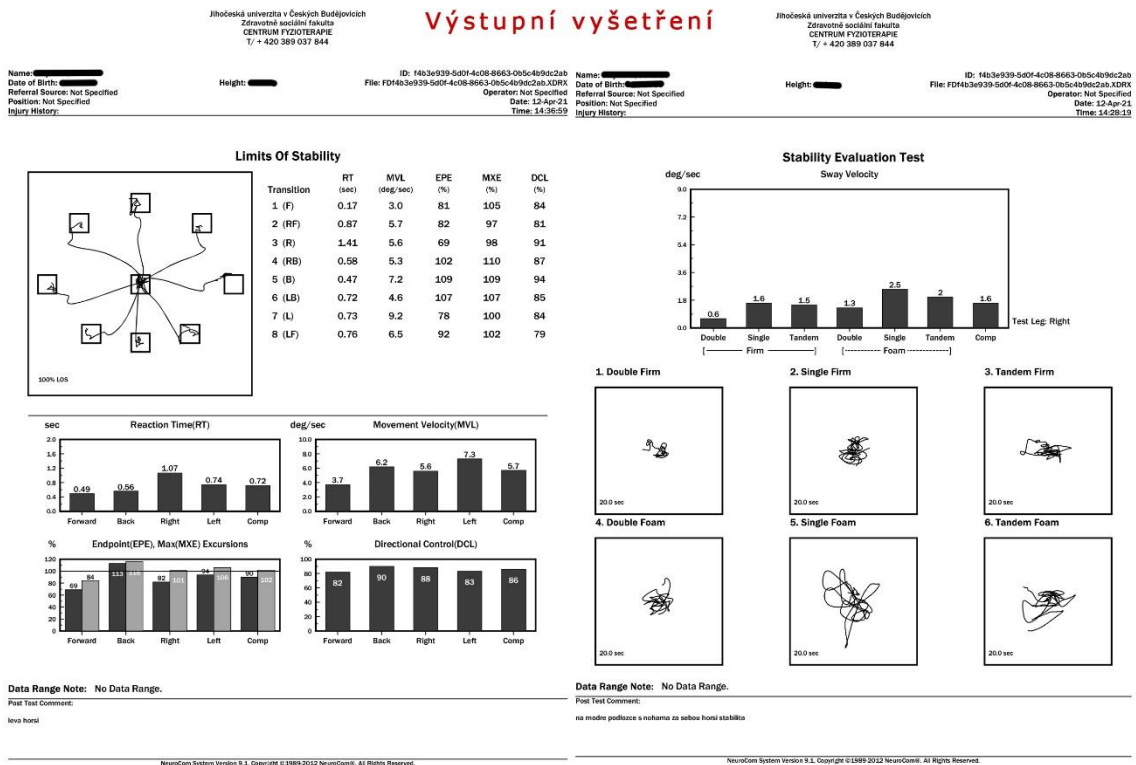 Výstupní vyšetření
Jihočeská univerzita v Českých Budějovicích
Zdravotně sociální fakulta
CENTRUM FYZIOTERAPIE
T/ + 420 389 037 844
Name:
Date of Birth:
Referral Source: Not Specified
Position: Not Specified
Injury History:
Height:
ID: f4b3e939-5d0f-4c08-8663-0b5c4b9dc2ab
File: FDf4b3e939-5d0f-4c08-8663-0b5c4b9dc2ab.XDRX
Operator: Not Specified
Date: 12-Apr-21
Time: 14:36:59
Limits Of Stability
100% LOS
Transition RT (sec) MVL (deg/sec) EPE (%) MXE (%) DCL (%)
1 (F) 0.17 3.0 81 105 84
2 (RF) 0.87 5.7 82 97 81
3 (R) 1.41 5.6 69 98 91
4 (RB) 0.58 5.3 102 110 87
5 (B) 0.47 7.2 109 109 94
6 (LB) 0.72 4.6 107 107 85
7 (L) 0.73 9.2 78 100 84
8 (LF) 0.76 6.5 92 102 79
sec Reaction Time(RT)
2.0
1.6
1.2
0.8
0.4
0.0
0.49 0.56 1.07 0.74 0.72
Forward Back Right Left Comp
deg/sec Movement Velocity(MVL)
10.0
8.0
6.0
4.0
2.0
0.0
3.7 6.2 5.6 7.3 5.7
Forward Back Right Left Comp
% Endpoint(EPE), Max(MXE) Excursions
120
100
80
60
40
20
0
69 84 113 82 101 94 106 90 102
Forward Back Right Left Comp
% Directional Control(DCL)
100
80
60
40
20
0
82 90 88 83 86
Forward Back Right Left Comp
Data Range Note: No Data Range.
Post Test Comment:
leva horsi
NeuroCom System Version 9.1, Copyright ©1989-2012 NeuroCom®. All Rights Reserved.
Jihočeská univerzita v Českých Budějovicích
Zdravotně sociální fakulta
CENTRUM FYZIOTERAPIE
T/ + 420 389 037 844
Name:
Date of Birth:
Referral Source: Not Specified
Position: Not Specified
Injury History:
Height:
ID: f4b3e939-5d0f-4c08-8663-0b5c4b9dc2ab
File: FDf4b3e939-5d0f-4c08-8663-0b5c4b9dc2ab.XDRX
Operator: Not Specified
Date: 12-Apr-21
Time: 14:28:19
Stability Evaluation Test
deg/sec Sway Velocity
9.0
7.2
5.4
3.6
1.8
0.0
0.6 1.6 1.5 1.3 2.5 2 1.6
Test Leg: Right
Double Single Tandem Double Single Tandem Comp
[--- Firm ---] [--- Foam ---]
1. Double Firm 2. Single Firm 3. Tandem Firm
20.0 sec 20.0 sec 20.0 sec
4. Double Foam 5. Single Foam 6. Tandem Foam
20.0 sec 20.0 sec 20.0 sec
Data Range Note: No Data Range.
Post Test Comment:
na modre podlozce s nohama za sebou horsi stabilita
NeuroCom System Version 9.1, Copyright ©1989-2012 NeuroCom®. All Rights Reserved.